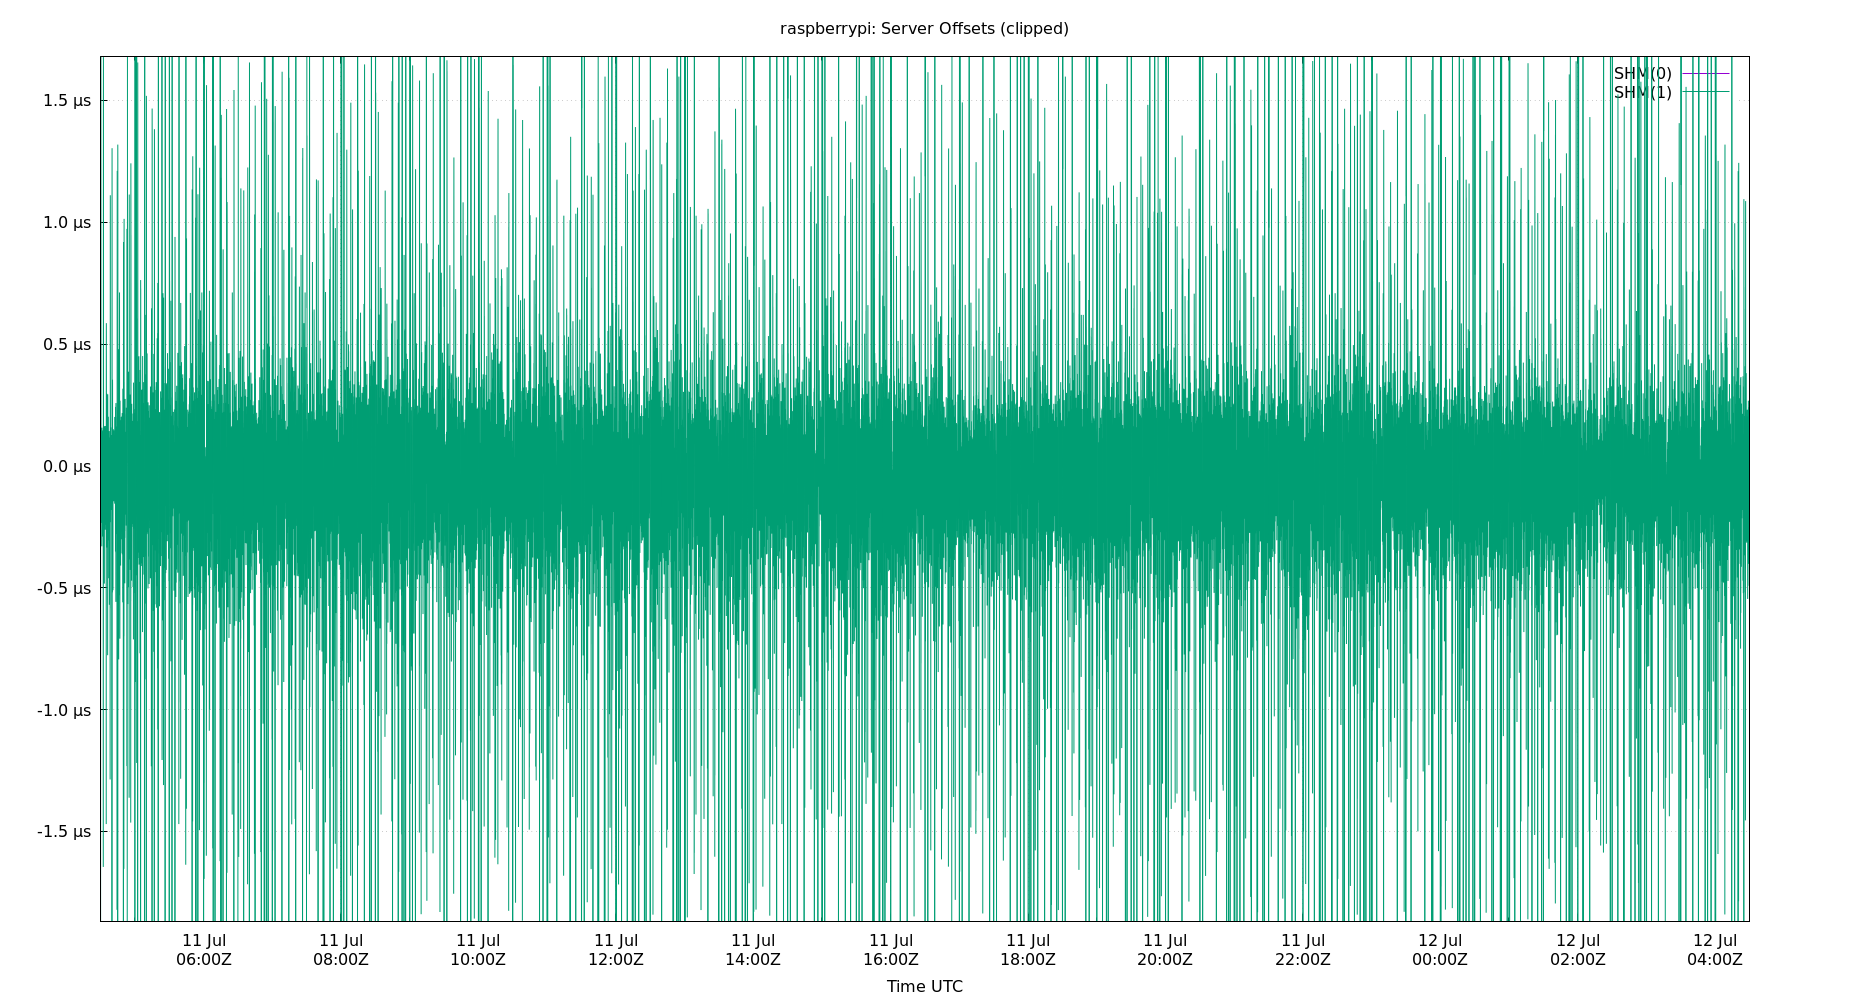 raspberrypi: Server Offsets (clipped)
SHM(0)
SHM(1)
1.5 µs
1.0 µs
0.5 µs
0.0 µs
-0.5 µs
-1.0 µs
-1.5 µs
11 Jul 11 Jul 11 Jul 11 Jul 11 Jul 11 Jul 11 Jul 11 Jul 11 Jul 12 Jul 12 Jul 12 Jul
06:00Z 08:00Z 10:00Z 12:00Z 14:00Z 16:00Z 18:00Z 20:00Z 22:00Z 00:00Z 02:00Z 04:00Z
Time UTC